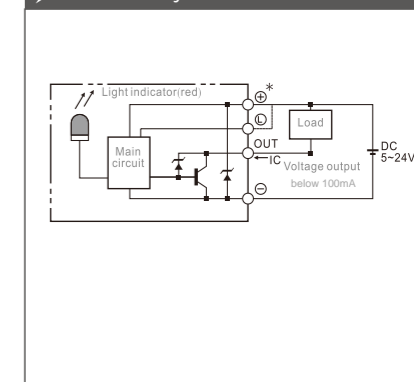 Light indicator(red)
⊕*
Ⓛ
Load
OUT
Main
circuit
IC
Voltage output
below 100mA
DC
5~24V
⊖